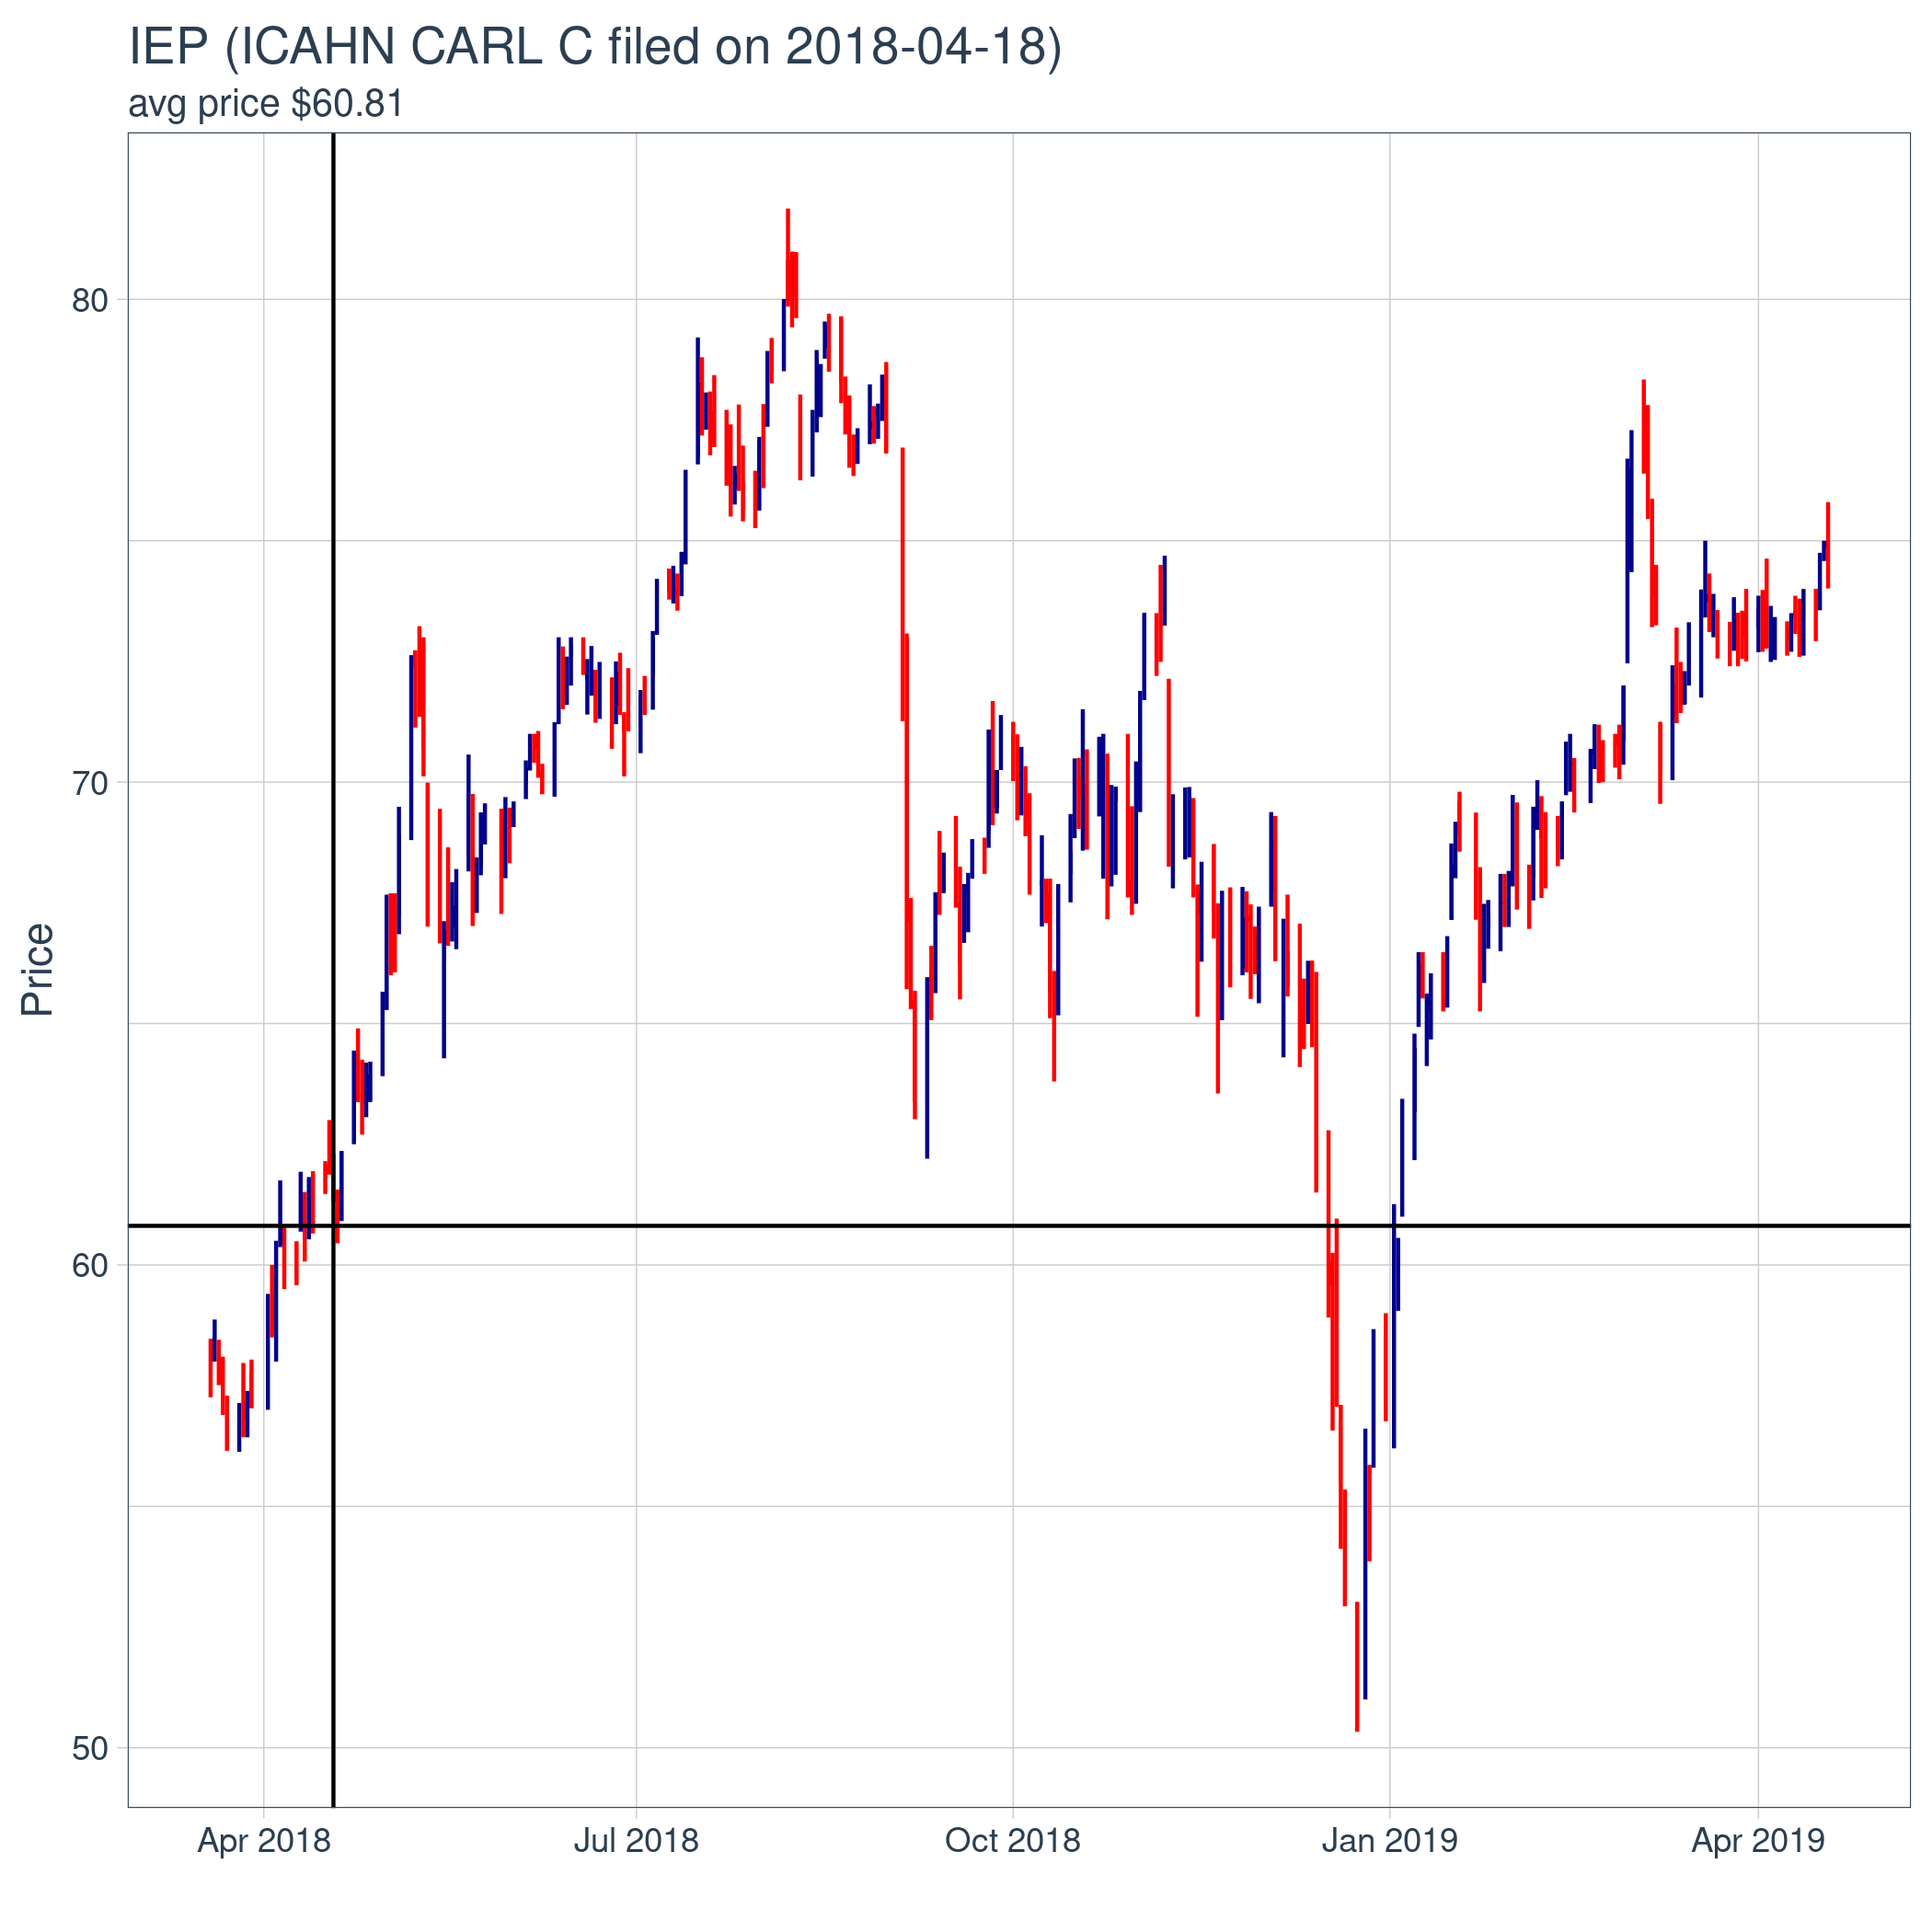 IEP (ICAHN CARL C filed on 2018-04-18)
avg price $60.81
Price
80
70
60
50
Apr 2018
Jul 2018
Oct 2018
Jan 2019
Apr 2019